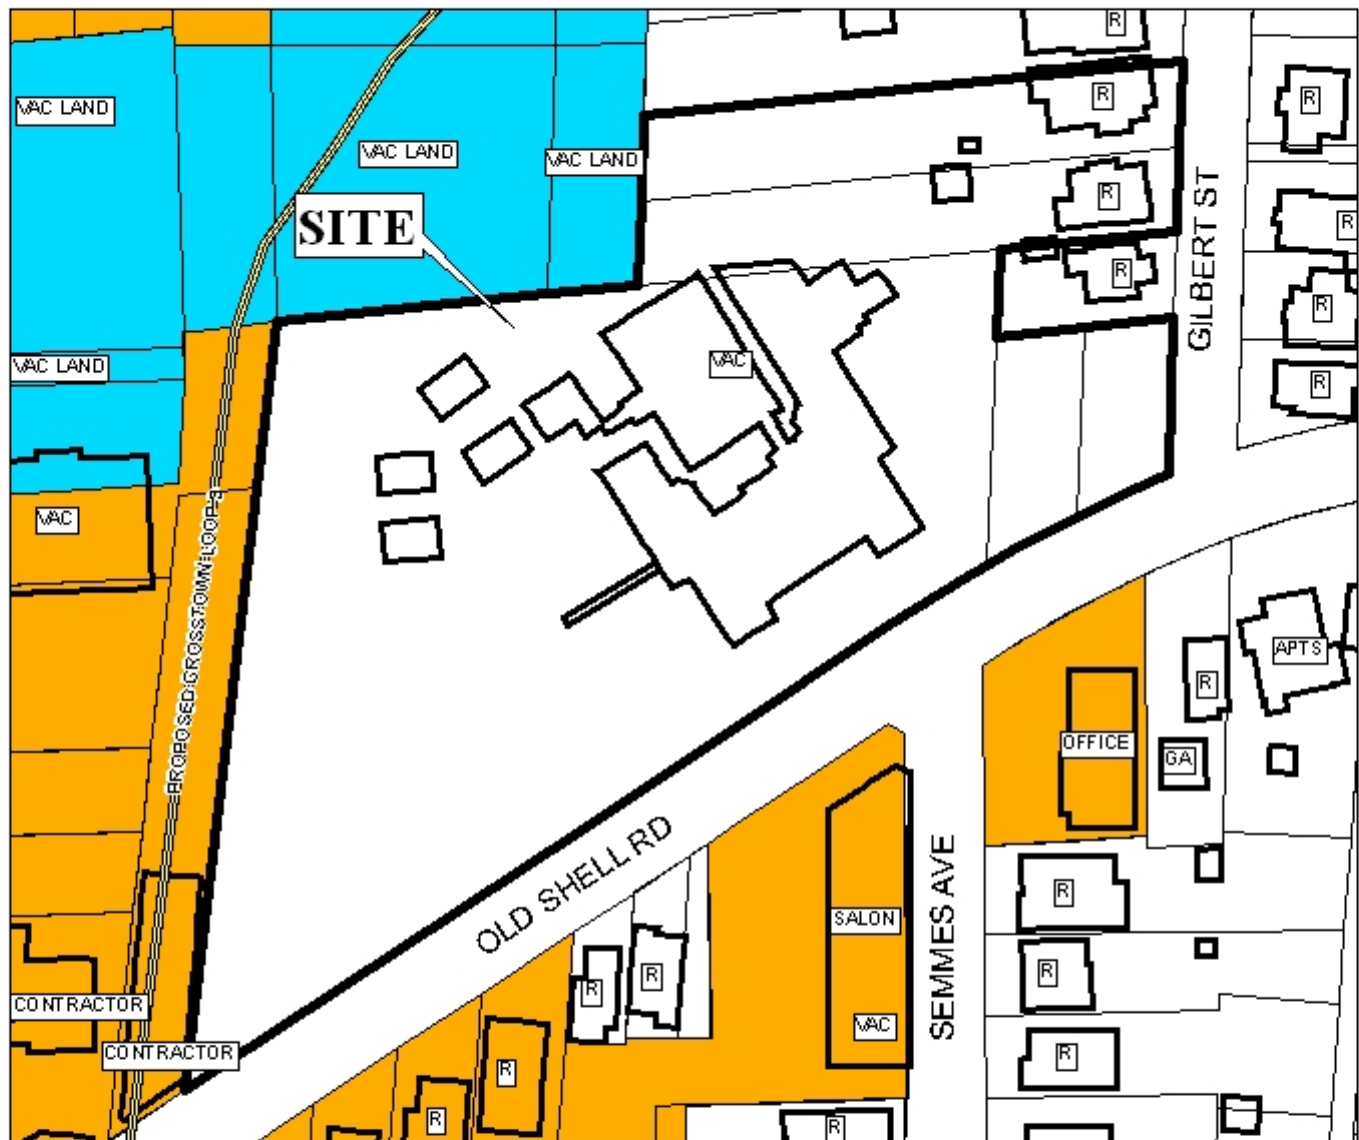 R
VAC LAND
VAC LAND
VAC LAND
R
R
R
SITE
R
GILBERT ST
R
R
R
VAC LAND
VAC
R
VAC
PROPOSED CROSSTOWN LOOP 3
APTS
R
OFFICE
GA
OLD SHELL RD
SEMMES AVE
R
SALON
R
R
R
CONTRACTOR
VAC
CONTRACTOR
R
R
R
R